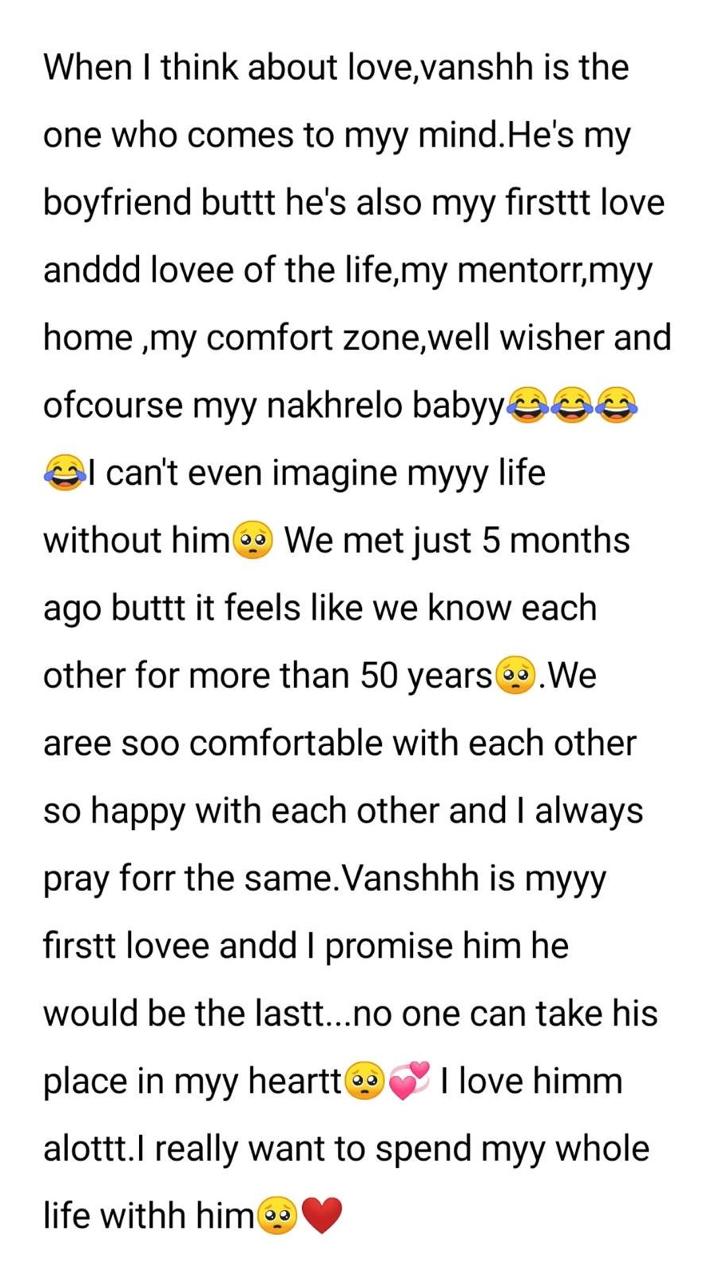 When I think about love,vanshh is the
one who comes to myy mind.He's my
boyfriend buttt he's also myy firsttt love
anddd lovee of the life,my mentorr,myy
home ,my comfort zone,well wisher and
ofcourse myy nakhrelo babyy😂😂😂
😂I can't even imagine myyy life
without him🥺 We met just 5 months
ago buttt it feels like we know each
other for more than 50 years🥺.We
aree soo comfortable with each other
so happy with each other and I always
pray forr the same.Vanshhh is myyy
firstt lovee andd I promise him he
would be the lastt...no one can take his
place in myy heartt🥺💞 I love himm
alottt.I really want to spend myy whole
life withh him🥺❤️